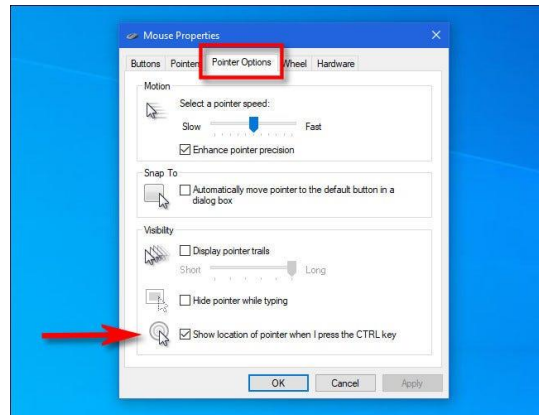 Mouse Properties
Buttons Pointers Pointer Options Wheel Hardware
Motion
Select a pointer speed:
Slow Fast
Enhance pointer precision
Snap To
Automatically move pointer to the default button in a
dialog box
Visibility
Display pointer trails
Short Long
Hide pointer while typing
Show location of pointer when I press the CTRL key
OK Cancel Apply